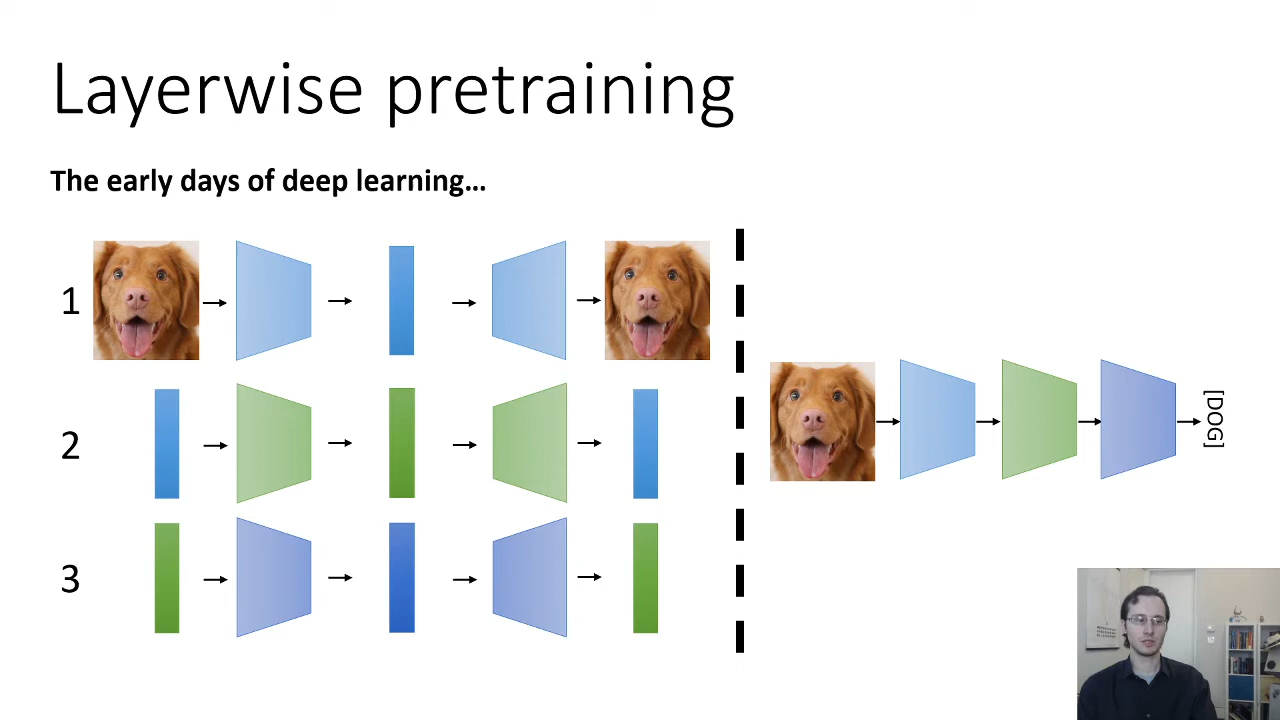 Layerwise pretraining
The early days of deep learning...
1
2
3
[DOG]